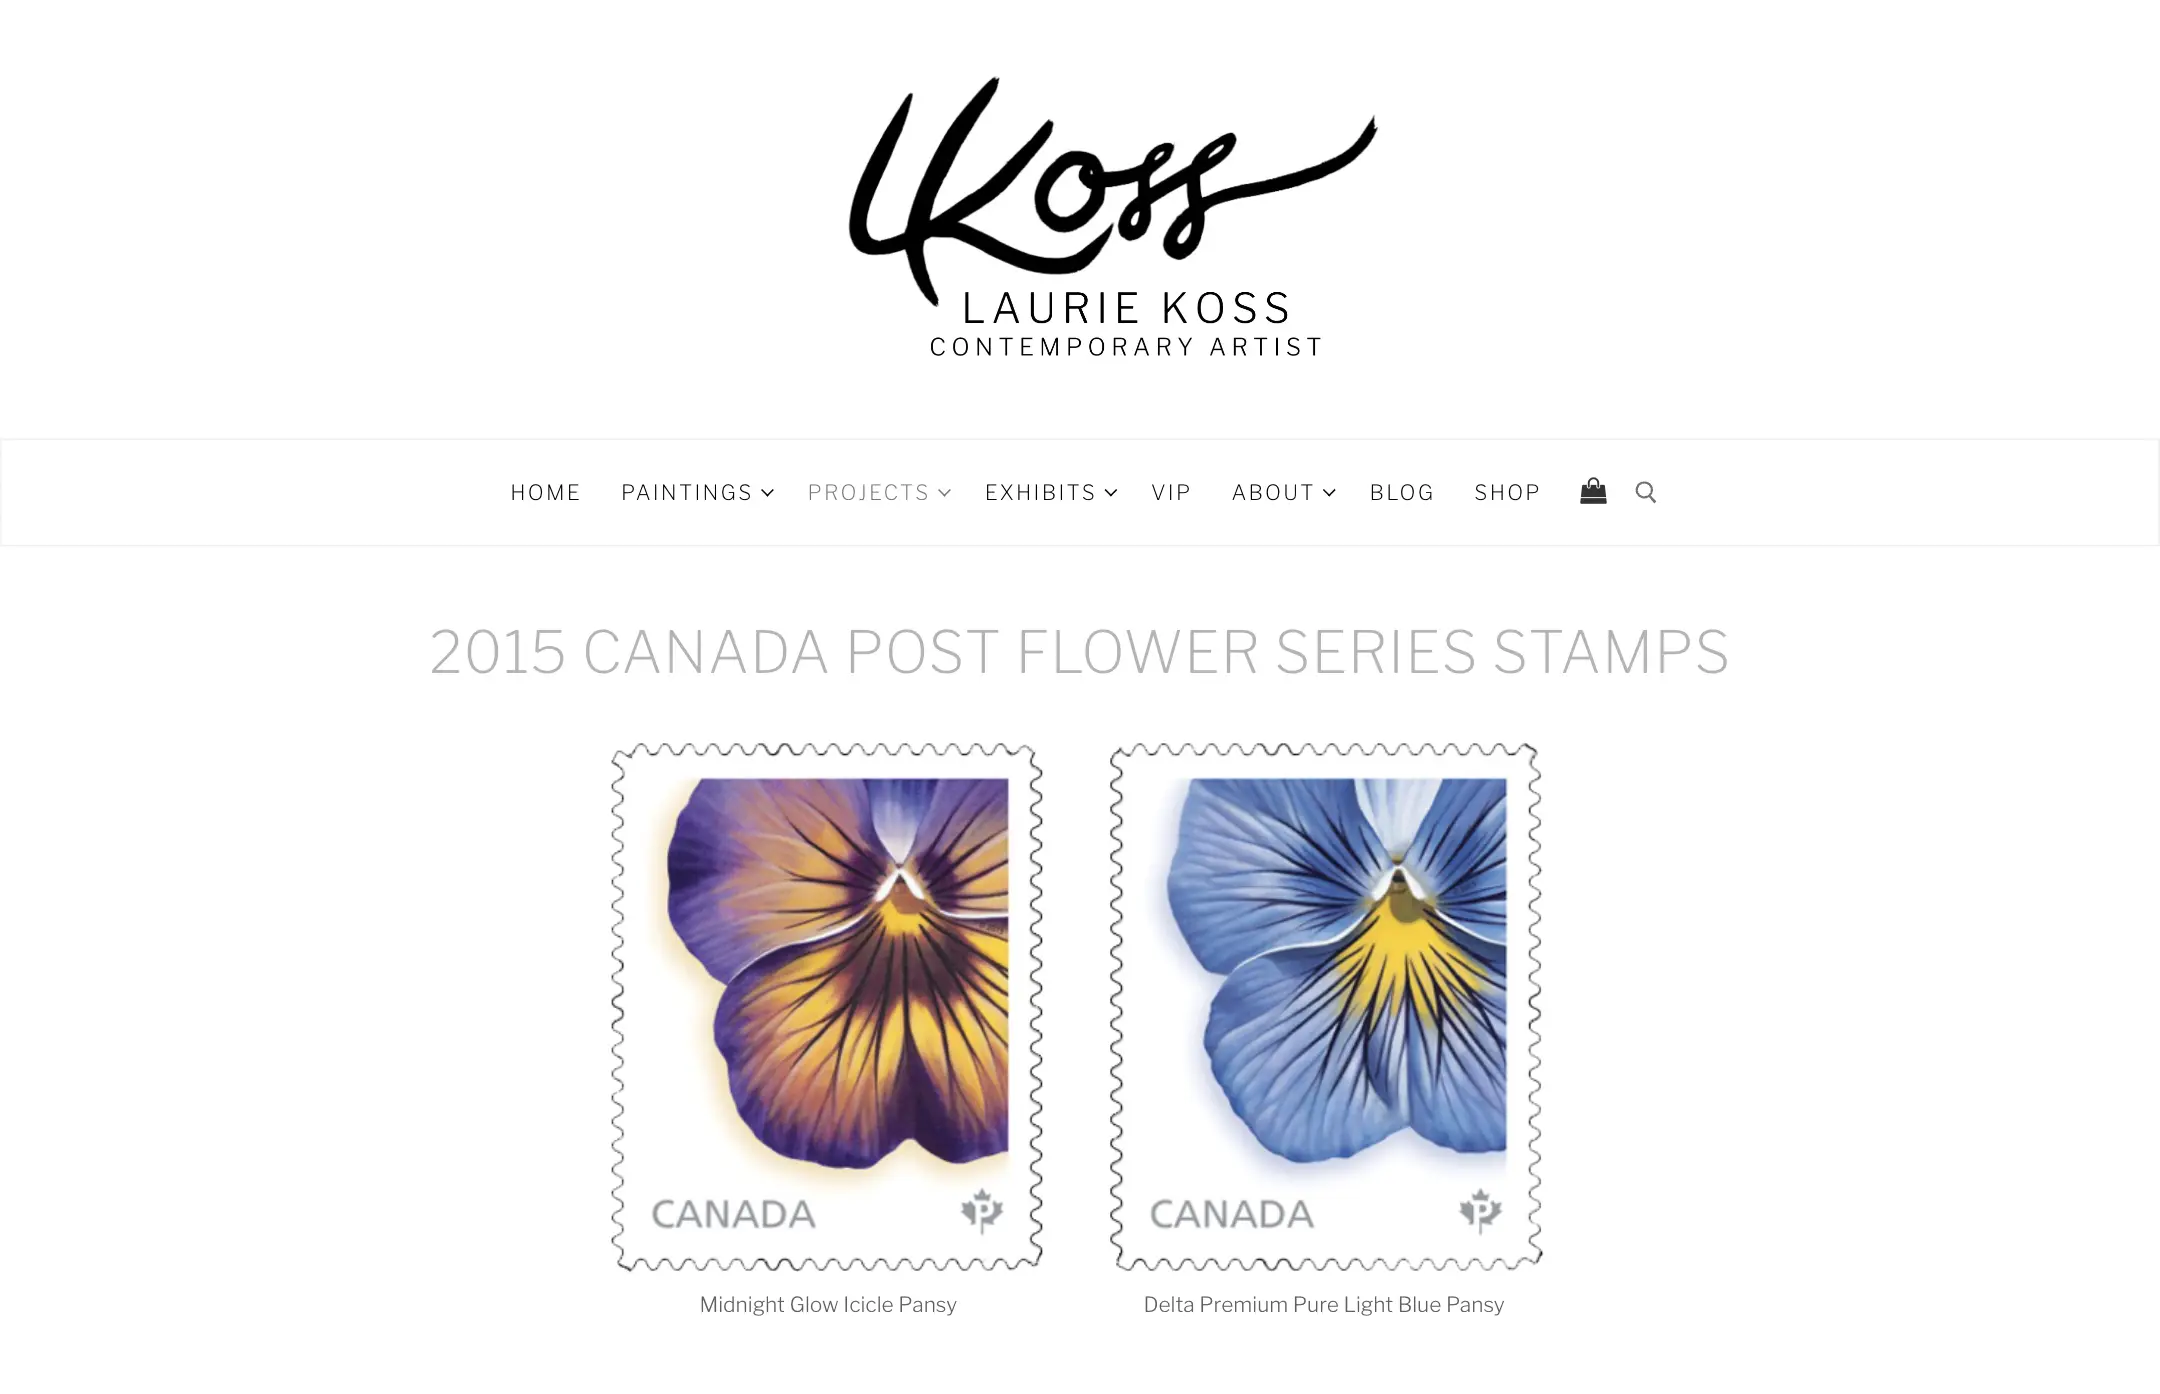 LKoss
LAURIE KOSS
CONTEMPORARY ARTIST
HOME PAINTINGS PROJECTS EXHIBITS VIP ABOUT BLOG SHOP
2015 CANADA POST FLOWER SERIES STAMPS
CANADA P
CANADA P
Midnight Glow Icicle Pansy
Delta Premium Pure Light Blue Pansy